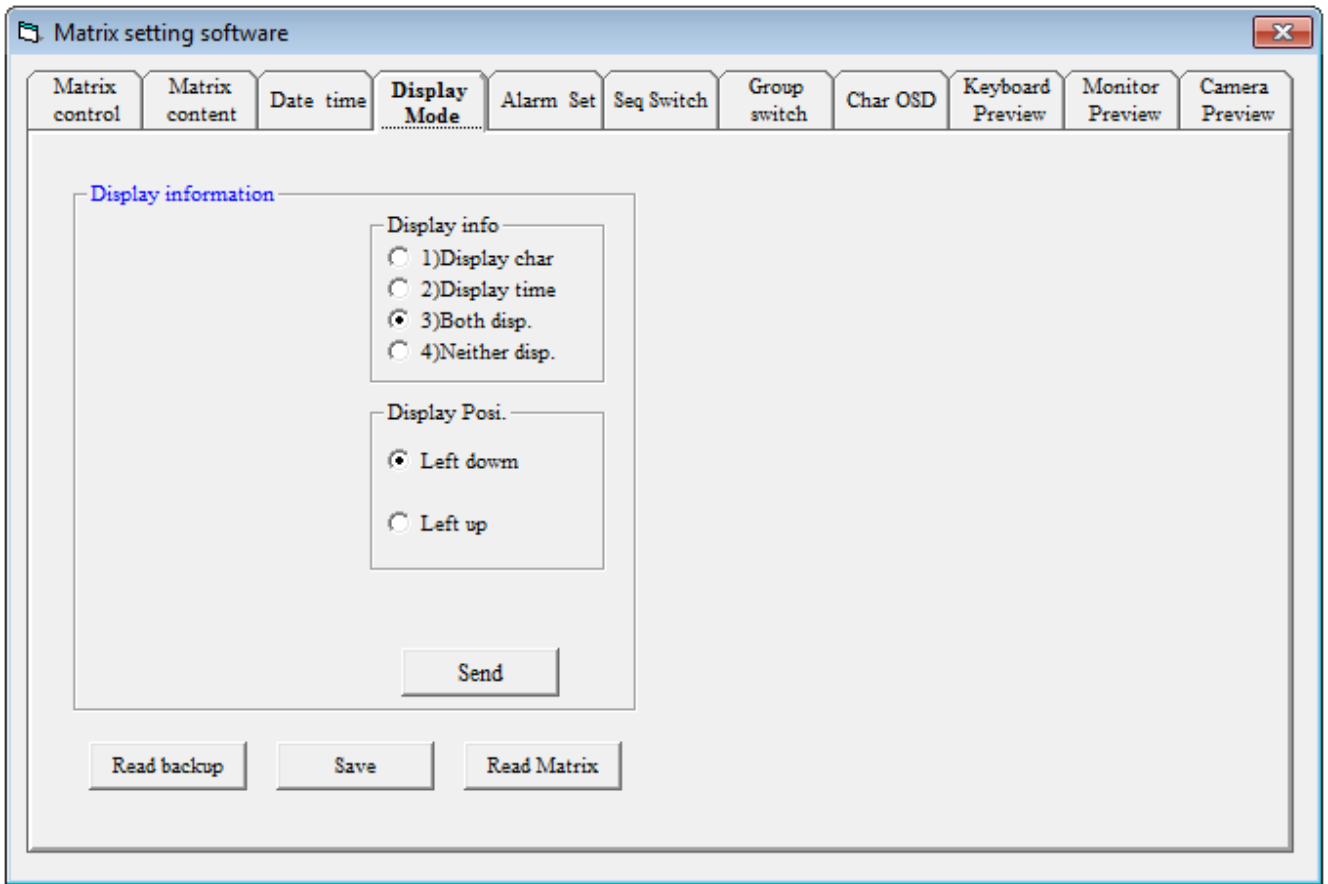 Matrix setting software
Matrix control
Matrix content
Date time
Display Mode
Alarm Set
Seq Switch
Group switch
Char OSD
Keyboard Preview
Monitor Preview
Camera Preview
Display information
Display info
1)Display char
2)Display time
3)Both disp.
4)Neither disp.
Display Posi.
Left dowm
Left up
Send
Read backup
Save
Read Matrix